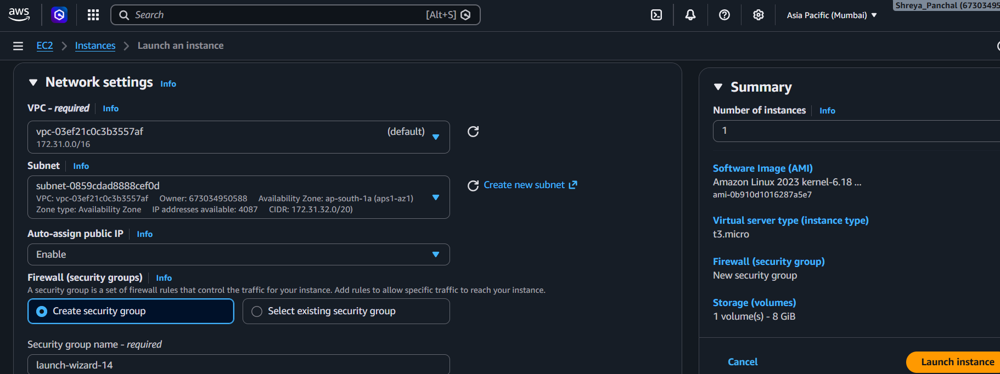 aws
Search [Alt+S]
Asia Pacific (Mumbai)
Shreya_Panchal (67303495
EC2 Instances Launch an instance
Network settings Info
VPC - required Info
vpc-03ef21c0c3b3557af (default)
172.31.0.0/16
Subnet Info
subnet-0859cdad8888cef0d
VPC: vpc-03ef21c0c3b3557af Owner: 673034950588 Availability Zone: ap-south-1a (aps1-az1)
Zone type: Availability Zone IP addresses available: 4087 CIDR: 172.31.32.0/20)
Create new subnet
Auto-assign public IP Info
Enable
Firewall (security groups) Info
A security group is a set of firewall rules that control the traffic for your instance. Add rules to allow specific traffic to reach your instance.
Create security group
Select existing security group
Security group name - required
launch-wizard-14
Summary
Number of instances Info
1
Software Image (AMI)
Amazon Linux 2023 kernel-6.18 ...
ami-0b910d1016287a5e7
Virtual server type (instance type)
t3.micro
Firewall (security group)
New security group
Storage (volumes)
1 volume(s) - 8 GiB
Cancel
Launch instance